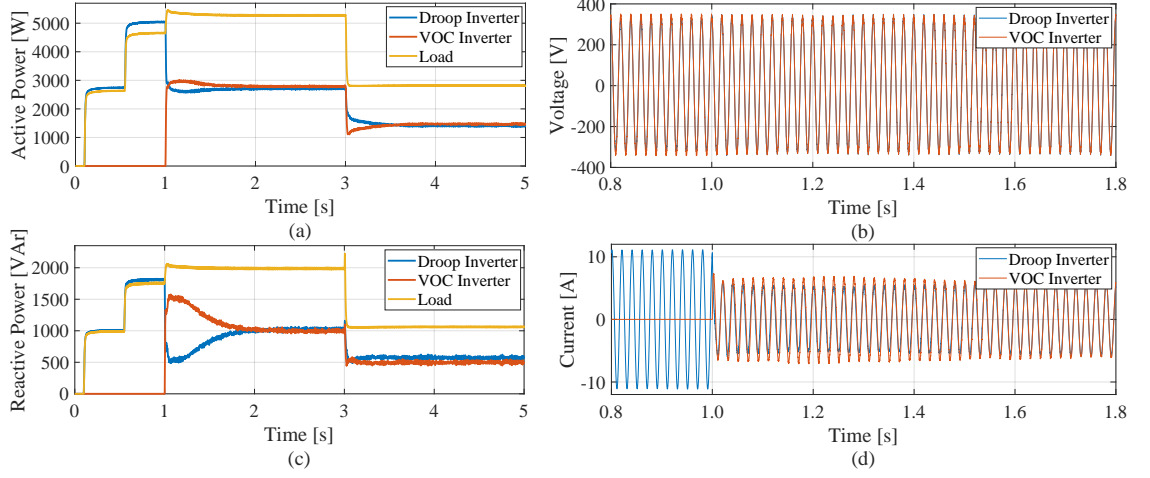 Active Power [W]
5000
4000
3000
2000
1000
0
Droop Inverter
VOC Inverter
Load
0 1 2 3 4 5
Time [s]
(a)
Voltage [V]
400
200
0
-200
-400
Droop Inverter
VOC Inverter
0.8 1.0 1.2 1.4 1.6 1.8
Time [s]
(b)
Reactive Power [VAr]
2000
1500
1000
500
0
Droop Inverter
VOC Inverter
Load
0 1 2 3 4 5
Time [s]
(c)
Current [A]
10
0
-10
Droop Inverter
VOC Inverter
0.8 1.0 1.2 1.4 1.6 1.8
Time [s]
(d)